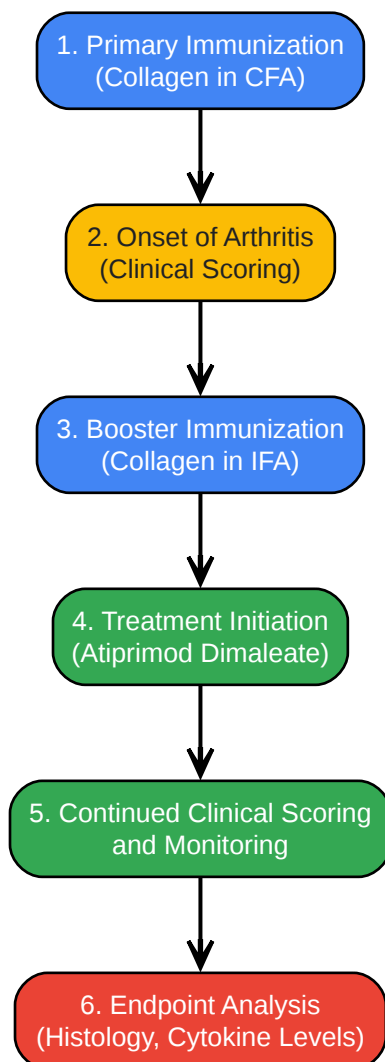 1. Primary Immunization
(Collagen in CFA)
2. Onset of Arthritis
(Clinical Scoring)
3. Booster Immunization
(Collagen in IFA)
4. Treatment Initiation
(Atiprimod Dimaleate)
5. Continued Clinical Scoring
and Monitoring
6. Endpoint Analysis
(Histology, Cytokine Levels)